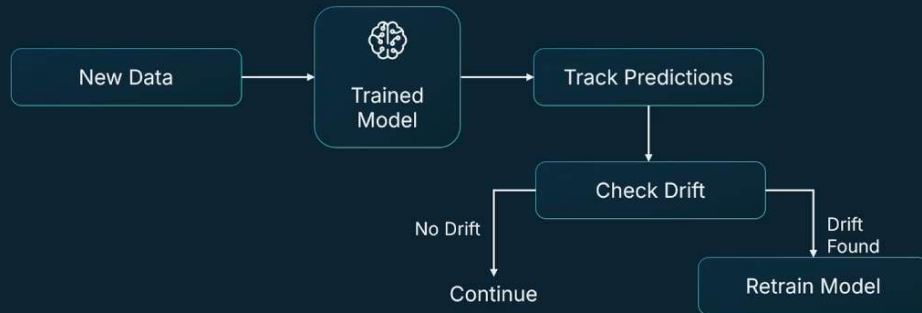 New Data
Trained
Model
Track Predictions
Check Drift
No Drift
Drift
Found
Continue
Retrain Model